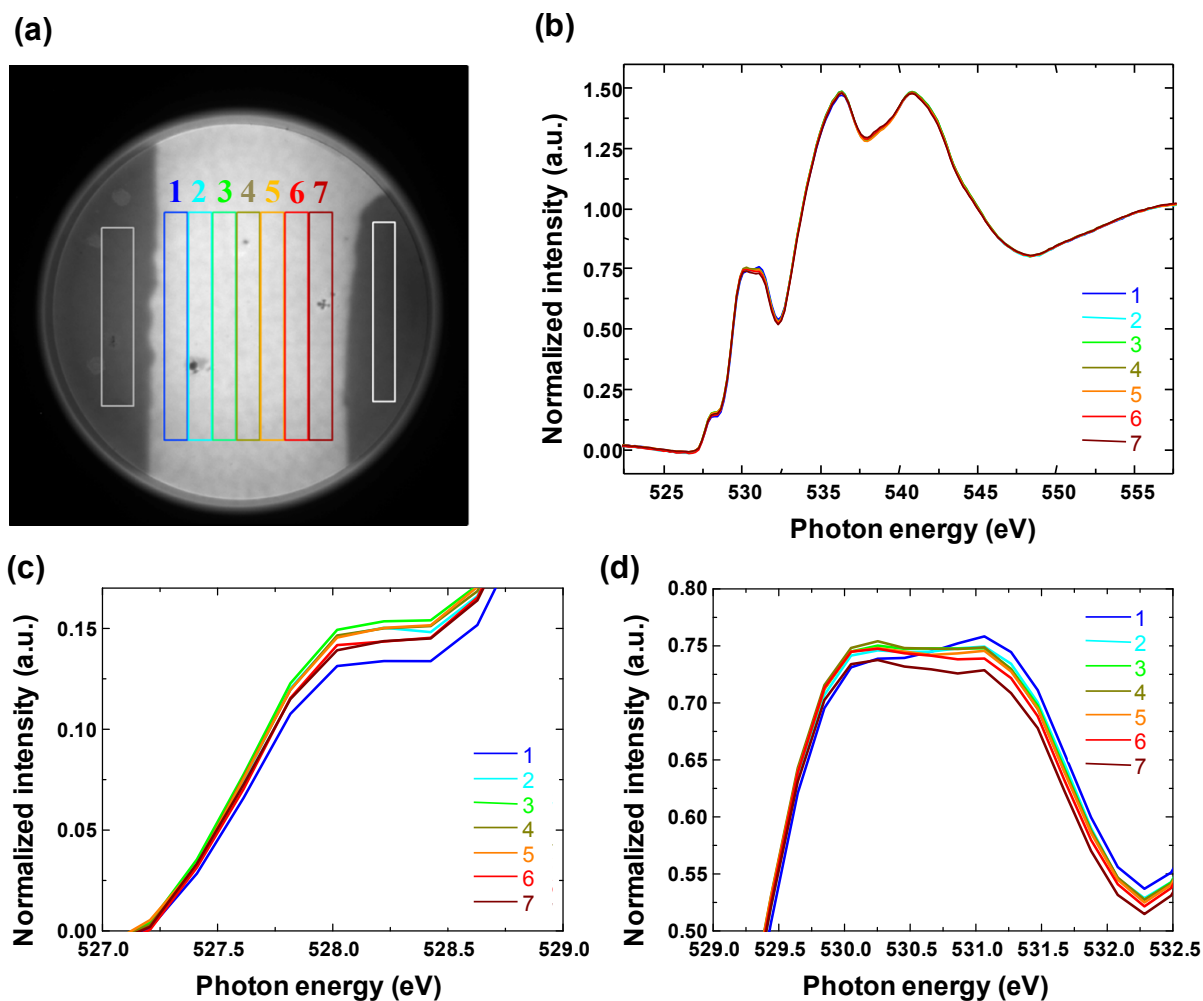 (a)
1 2 3 4 5 6 7
(b)
Normalized intensity (a.u.)
1.50
1.25
1.00
0.75
0.50
0.25
0.00
1
2
3
4
5
6
7
525 530 535 540 545 550 555
Photon energy (eV)
(c)
Normalized intensity (a.u.)
0.15
0.10
0.05
0.00
1
2
3
4
5
6
7
527.0 527.5 528.0 528.5 529.0
Photon energy (eV)
(d)
Normalized intensity (a.u.)
0.80
0.75
0.70
0.65
0.60
0.55
0.50
1
2
3
4
5
6
7
529.0 529.5 530.0 530.5 531.0 531.5 532.0 532.5
Photon energy (eV)